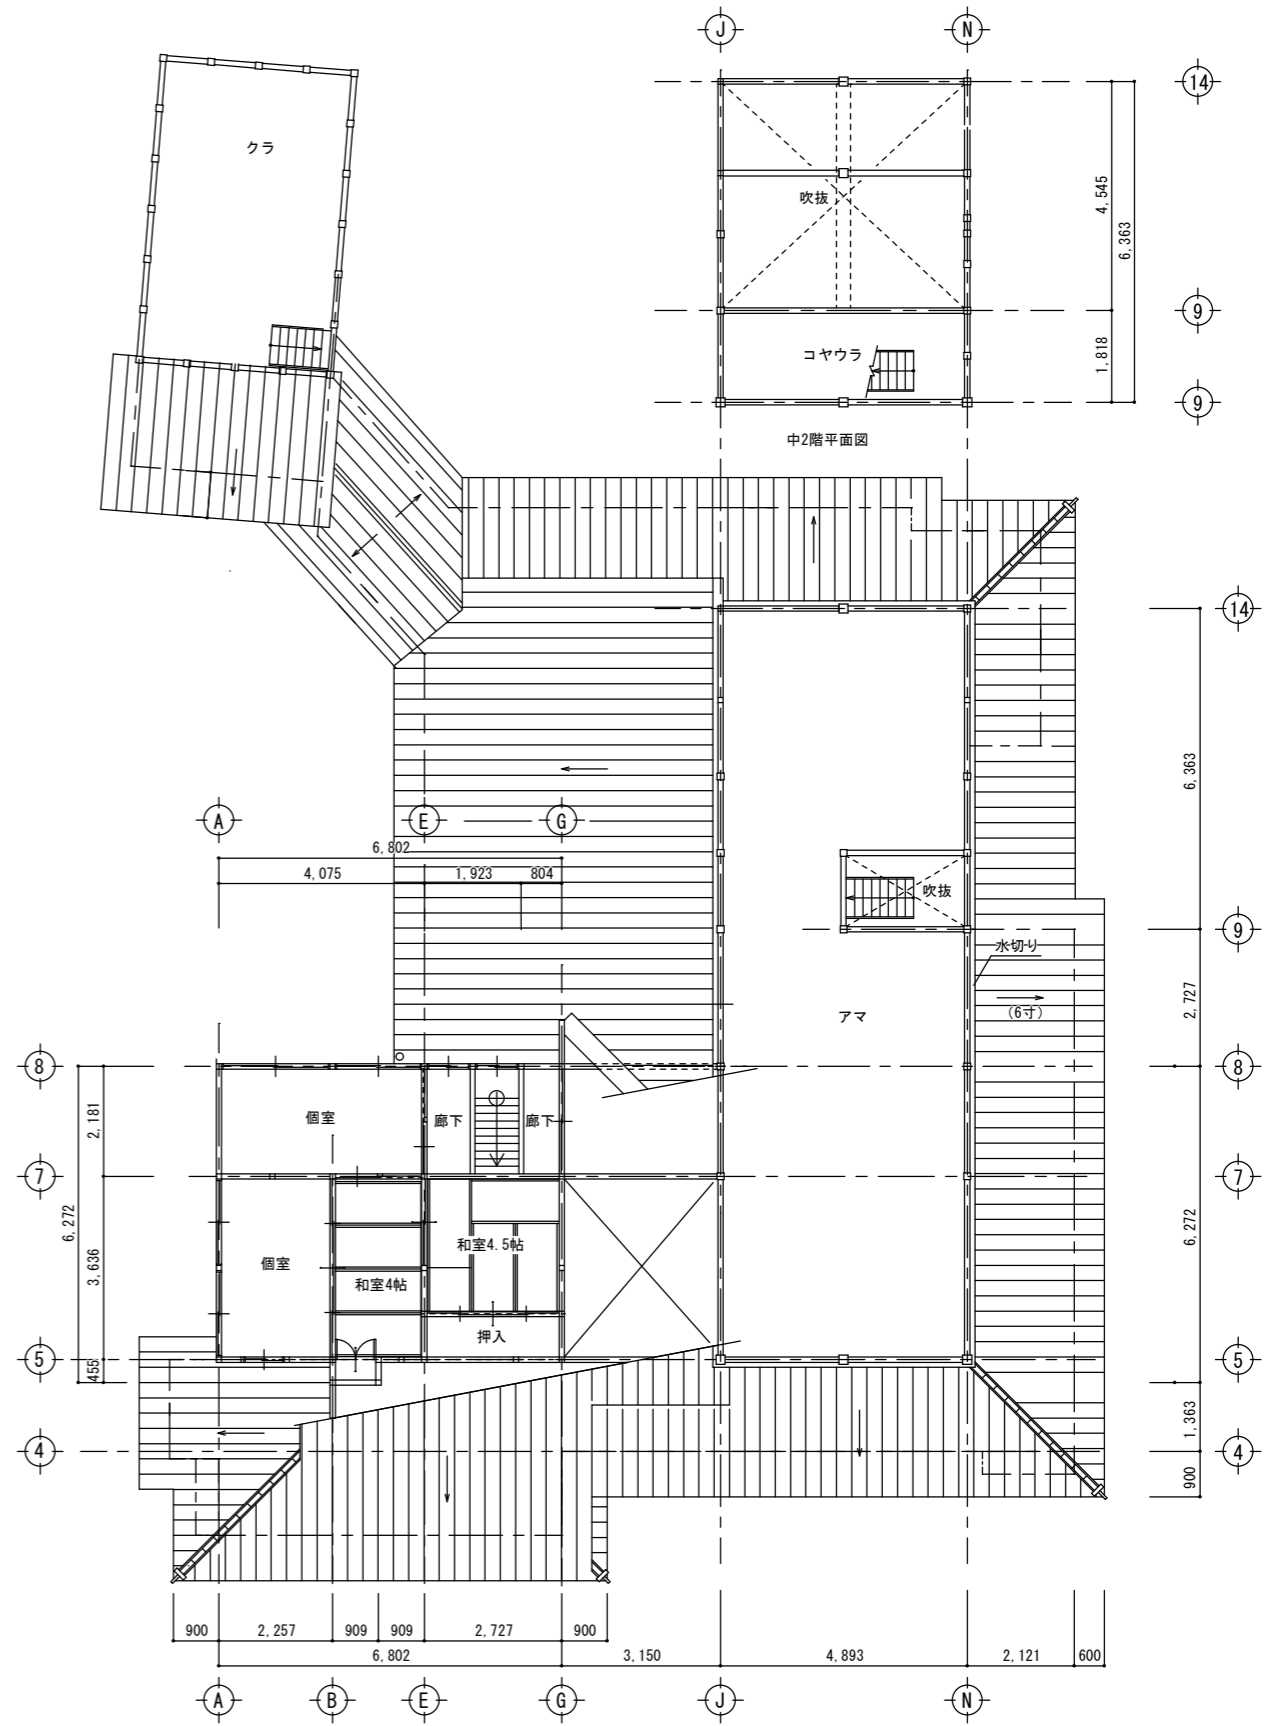 J
N
14
クラ
吹抜
4,545
6,363
9
コヤウラ
1,818
9
中2階平面図
14
6,363
A
E
G
6,802
4,075
1,923
804
吹抜
9
水切り
(6寸)
アマ
2,727
8
8
個室
廊下
廊下
2,181
7
7
6,272
3,636
個室
和室4.5帖
和室4帖
押入
6,272
5
5
455
1,363
4
4
900
900
2,257
909
909
2,727
900
6,802
3,150
4,893
2,121
600
A
B
E
G
J
N